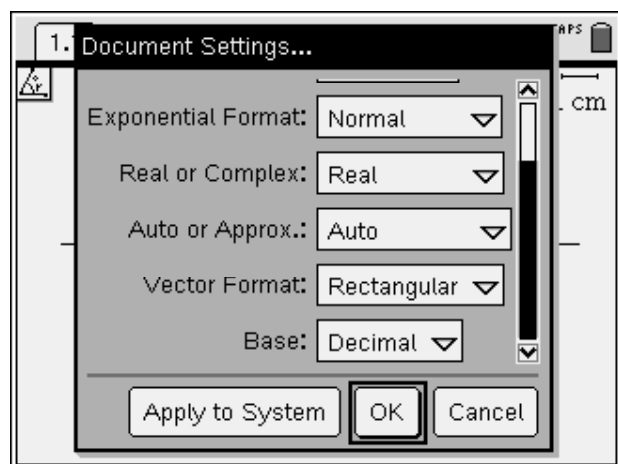 1.
Document Settings...
APS
cm
Exponential Format: Normal
Real or Complex: Real
Auto or Approx.: Auto
Vector Format: Rectangular
Base: Decimal
Apply to System OK Cancel